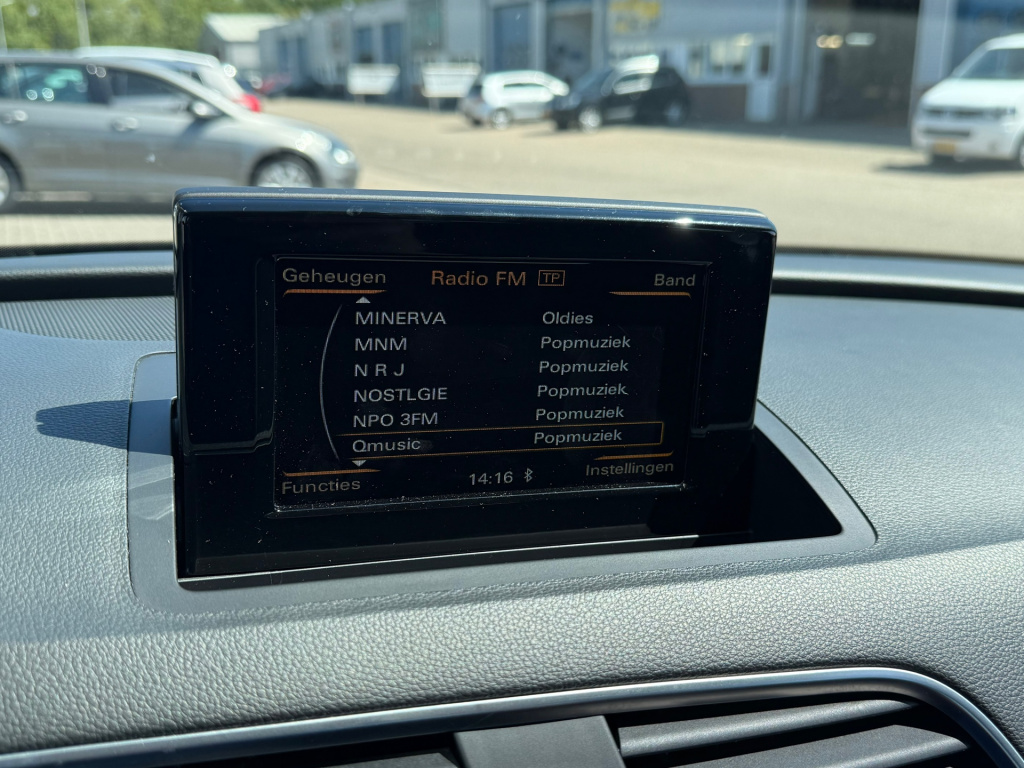 Geheugen Radio FM TP Band
MINERVA Oldies
MNM Popmuziek
N R J Popmuziek
NOSTLGIE Popmuziek
NPO 3FM Popmuziek
Qmusic Popmuziek
Functies 14:16 Instellingen